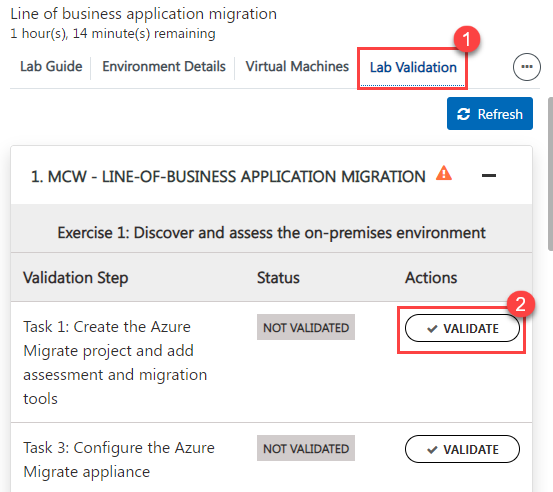 Line of business application migration
1 hour(s), 14 minute(s) remaining
1
Lab Guide Environment Details Virtual Machines Lab Validation ...
Refresh
1. MCW - LINE-OF-BUSINESS APPLICATION MIGRATION
Exercise 1: Discover and assess the on-premises environment
Validation Step Status Actions
2
Task 1: Create the Azure NOT VALIDATED VALIDATE
Migrate project and add
assessment and migration
tools
Task 3: Configure the Azure NOT VALIDATED VALIDATE
Migrate appliance